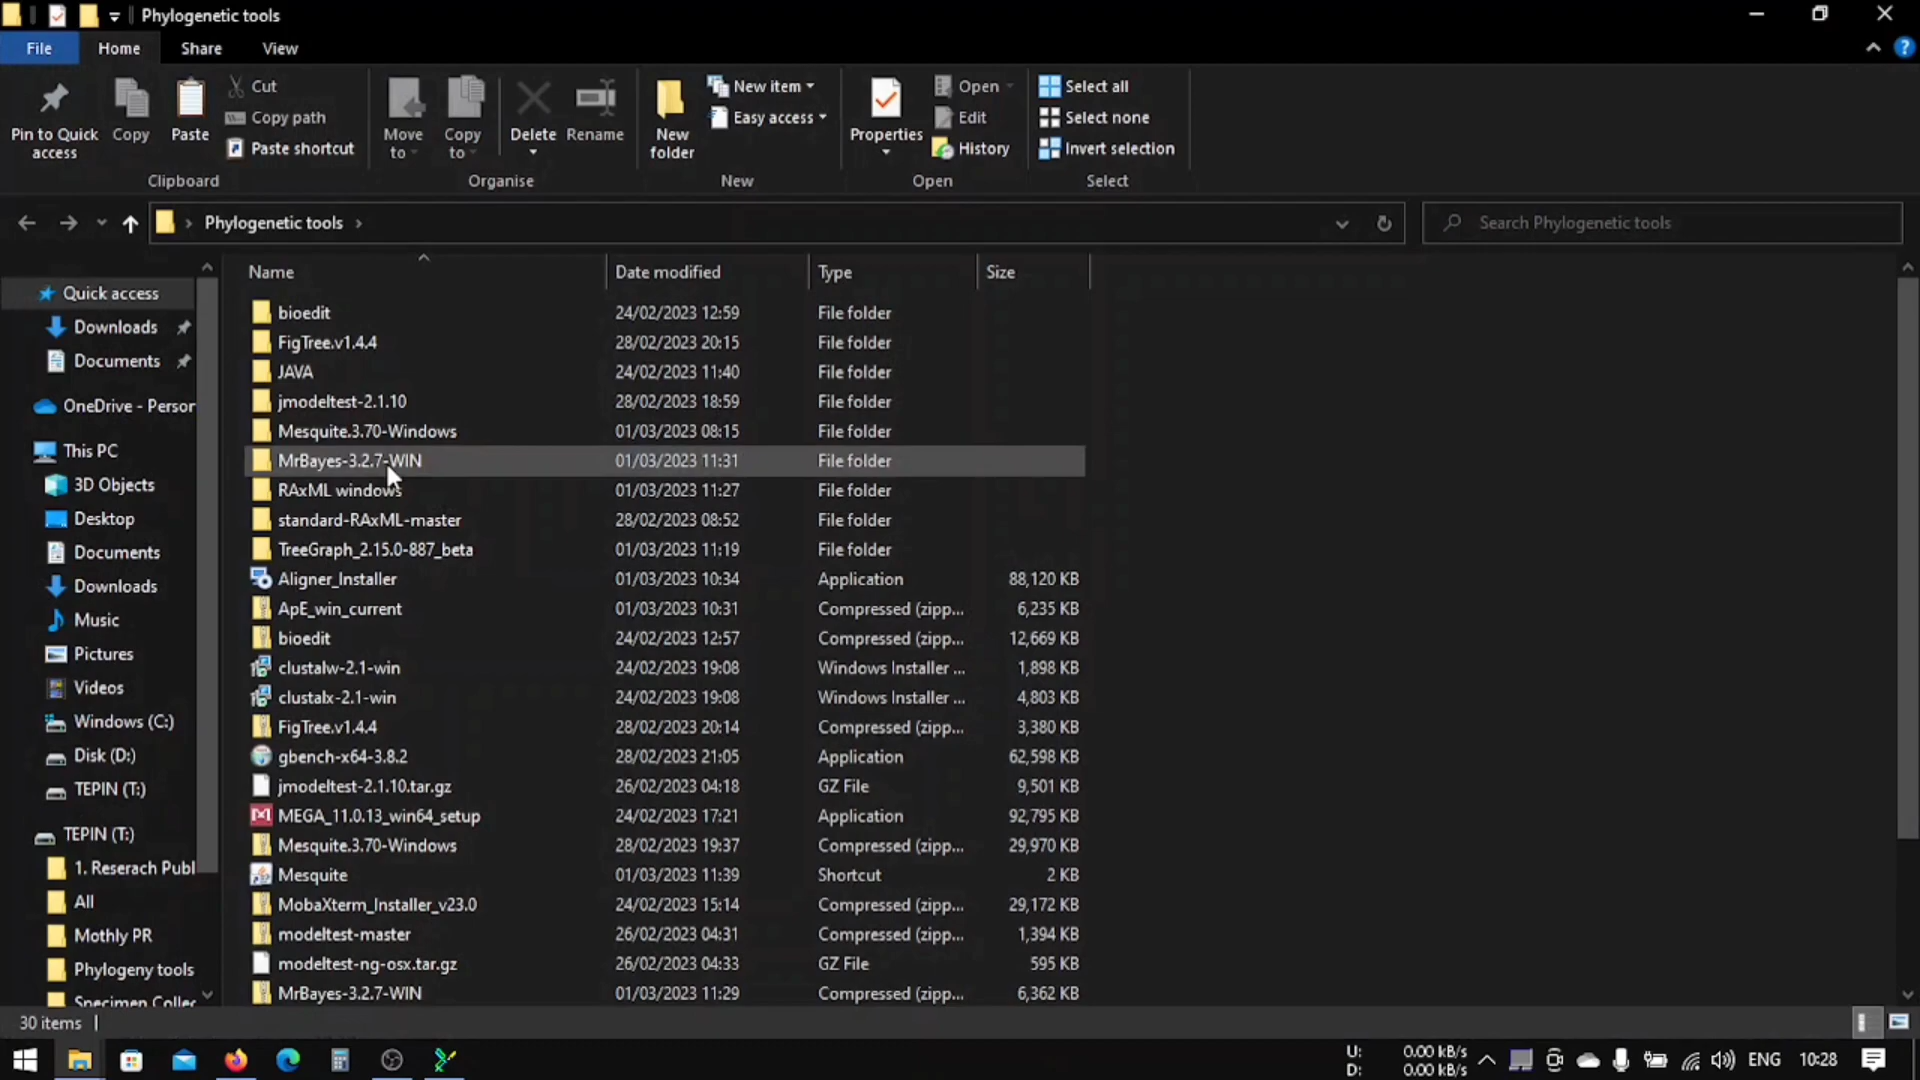 Phylogenetic tools
File Home Share View
Pin to Quick access
Copy
Paste
Cut
Copy path
Paste shortcut
Clipboard
Move to
Copy to
Delete
Rename
Organise
New folder
New item
Easy access
New
Properties
Open
Edit
History
Open
Select all
Select none
Invert selection
Select
Phylogenetic tools
Search Phylogenetic tools
Quick access
Downloads
Documents
OneDrive - Person
This PC
3D Objects
Desktop
Documents
Downloads
Music
Pictures
Videos
Windows (C:)
Disk (D:)
TEPIN (T:)
TEPIN (T:)
1. Reserach Publ
All
Mothly PR
Phylogeny tools
Specimen Collec
Name Date modified Type Size
bioedit 24/02/2023 12:59 File folder
FigTree.v1.4.4 28/02/2023 20:15 File folder
JAVA 24/02/2023 11:40 File folder
jmodeltest-2.1.10 28/02/2023 18:59 File folder
Mesquite.3.70-Windows 01/03/2023 08:15 File folder
MrBayes-3.2.7-WIN 01/03/2023 11:31 File folder
RAxML windows 01/03/2023 11:27 File folder
standard-RAxML-master 28/02/2023 08:52 File folder
TreeGraph_2.15.0-887_beta 01/03/2023 11:19 File folder
Aligner_Installer 01/03/2023 10:34 Application 88,120 KB
ApE_win_current 01/03/2023 10:31 Compressed (zipp... 6,235 KB
bioedit 24/02/2023 12:57 Compressed (zipp... 12,669 KB
clustalw-2.1-win 24/02/2023 19:08 Windows Installer ... 1,898 KB
clustalx-2.1-win 24/02/2023 19:08 Windows Installer ... 4,803 KB
FigTree.v1.4.4 28/02/2023 20:14 Compressed (zipp... 3,380 KB
gbench-x64-3.8.2 28/02/2023 21:05 Application 62,598 KB
jmodeltest-2.1.10.tar.gz 26/02/2023 04:18 GZ File 9,501 KB
MEGA_11.0.13_win64_setup 24/02/2023 17:21 Application 92,795 KB
Mesquite.3.70-Windows 28/02/2023 19:37 Compressed (zipp... 29,970 KB
Mesquite 01/03/2023 11:39 Shortcut 2 KB
MobaXterm_Installer_v23.0 24/02/2023 15:14 Compressed (zipp... 29,172 KB
modeltest-master 26/02/2023 04:31 Compressed (zipp... 1,394 KB
modeltest-ng-osx.tar.gz 26/02/2023 04:33 GZ File 595 KB
MrBayes-3.2.7-WIN 01/03/2023 11:29 Compressed (zipp... 6,362 KB
30 items
U: 0.00 kB/s
D: 0.00 kB/s
ENG 10:28